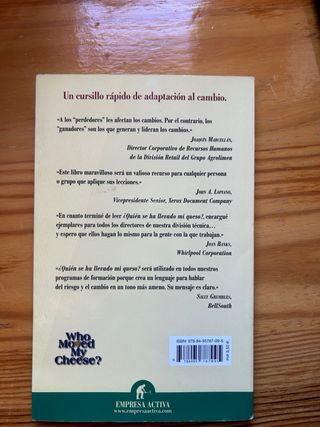 Un cursillo rápido de adaptación al cambio.
«A los "perdedores" les afectan los cambios. Por el contrario, los
"ganadores" son los que generan y lideran los cambios.»
JOAQUÍN MARCELLÁN,
Director Corporativo de Recursos Humanos
de la División Retail del Grupo Agrolimen
«Este libro maravilloso será un valioso recurso para cualquier persona
o grupo que aplique sus lecciones.»
JOHN A. LOPIANO,
Vicepresidente Senior, Xerox Document Company
«En cuanto terminé de leer ¿Quién se ha llevado mi queso?, encargué
ejemplares para todos los directores de nuestra división técnica...
y espero que ellos hagan lo mismo para la gente con la que trabajan.»
JOAN BANKS,
Whirlpool Corporation
«¿Quién se ha llevado mi queso? será utilizado en todos nuestros
programas de formación porque crea un lenguaje para hablar
del riesgo y el cambio en un tono más ameno. Su mensaje es claro.»
SALLY GRUMBLES,
BellSouth
Who
Moved
My
Cheese?
EMPRESA ACTIVA
www.empresaactiva.com